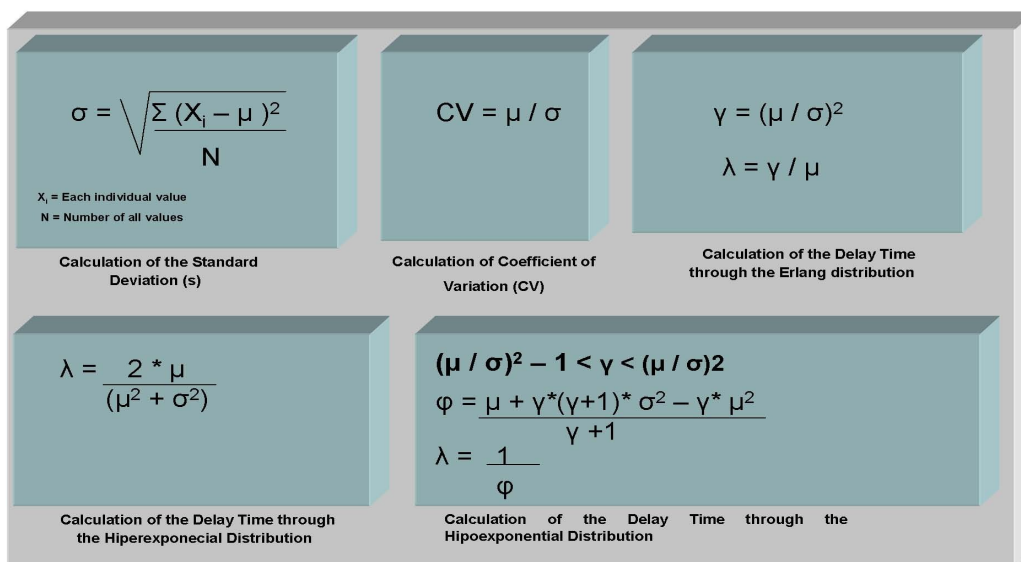 σ = √ Σ (Xi – μ )²
N
Xi = Each individual value
N = Number of all values
Calculation of the Standard
Deviation (s)
CV = μ / σ
Calculation of Coefficient of
Variation (CV)
γ = (μ / σ)²
λ = γ / μ
Calculation of the Delay Time
through the Erlang distribution
λ = 2 * μ
(μ² + σ²)
Calculation of the Delay Time through
the Hiperexponecial Distribution
(μ / σ)² – 1 < γ < (μ / σ)2
φ = μ + γ*(γ+1)* σ² – γ* μ²
γ +1
λ = 1
φ
Calculation of the Delay Time through the
Hipoexponential Distribution